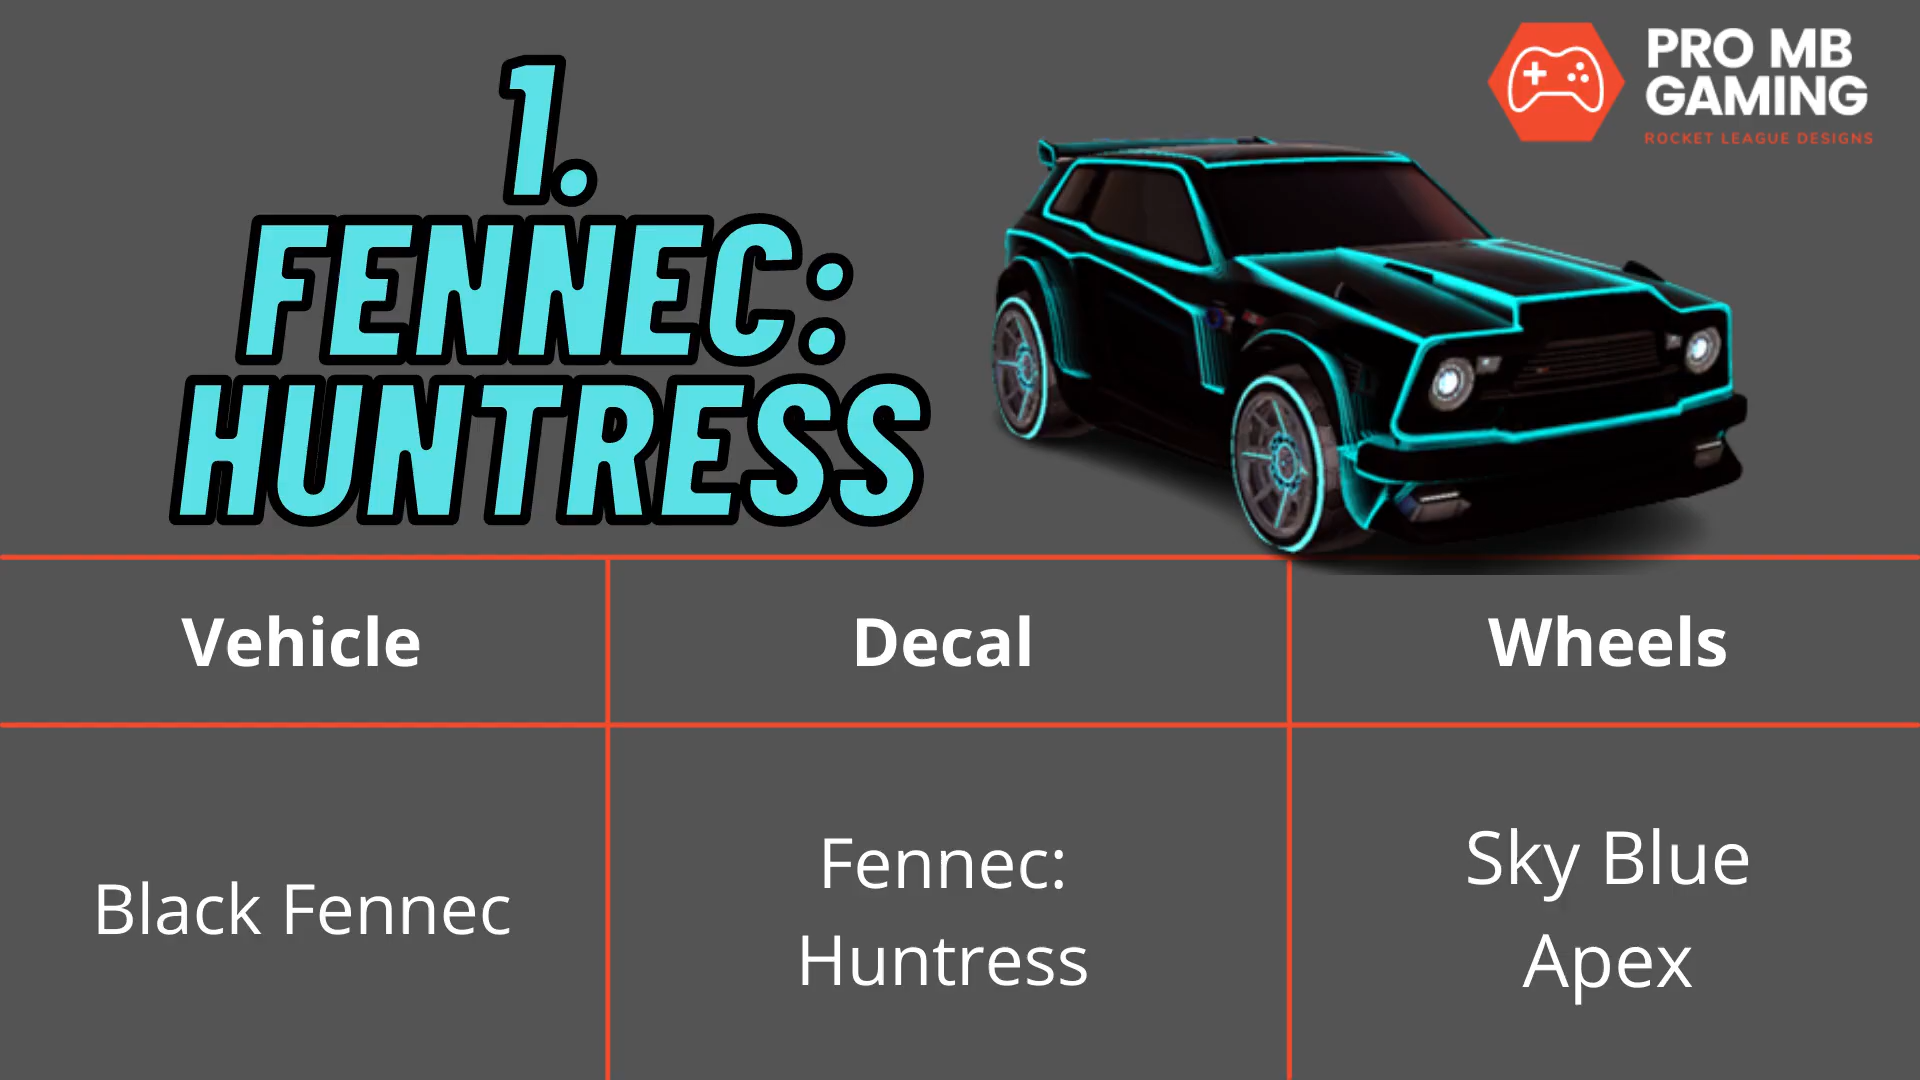 1.
FENNEC:
HUNTRESS
PRO MB
GAMING
ROCKET LEAGUE DESIGNS
Vehicle
Decal
Wheels
Black Fennec
Fennec:
Huntress
Sky Blue
Apex